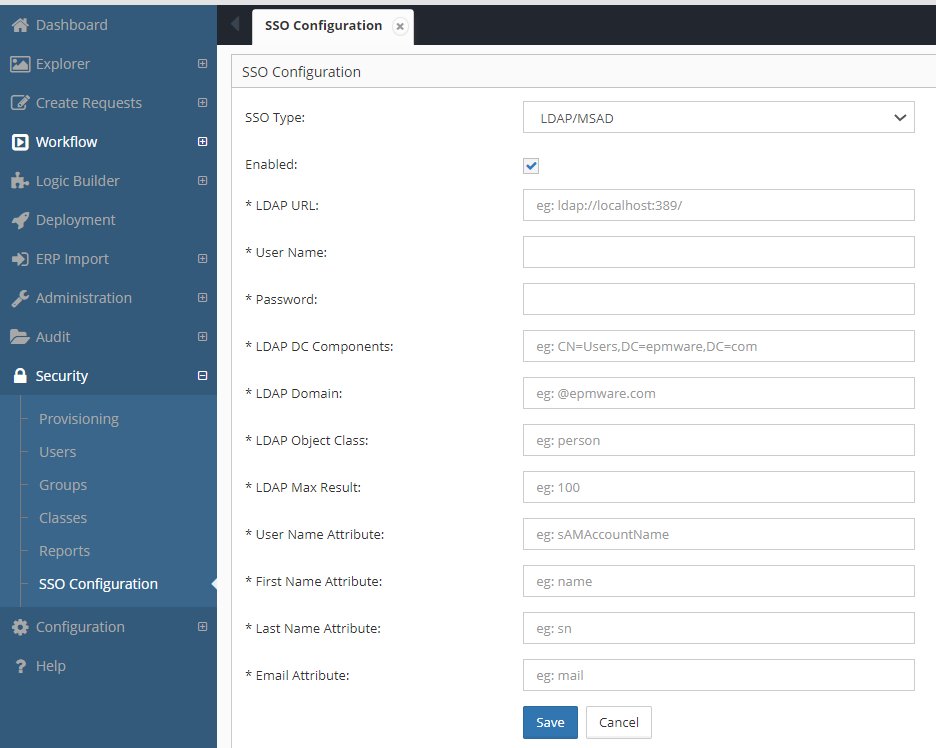 Dashboard
Explorer
Create Requests
Workflow
Logic Builder
Deployment
ERP Import
Administration
Audit
Security
Provisioning
Users
Groups
Classes
Reports
SSO Configuration
Configuration
? Help
SSO Configuration
SSO Configuration
SSO Type: LDAP/MSAD
Enabled:
* LDAP URL: eg: ldap://localhost:389/
* User Name:
* Password:
* LDAP DC Components: eg: CN=Users,DC=epmware,DC=com
* LDAP Domain: eg: @epmware.com
* LDAP Object Class: eg: person
* LDAP Max Result: eg: 100
* User Name Attribute: eg: sAMAccountName
* First Name Attribute: eg: name
* Last Name Attribute: eg: sn
* Email Attribute: eg: mail
Save Cancel